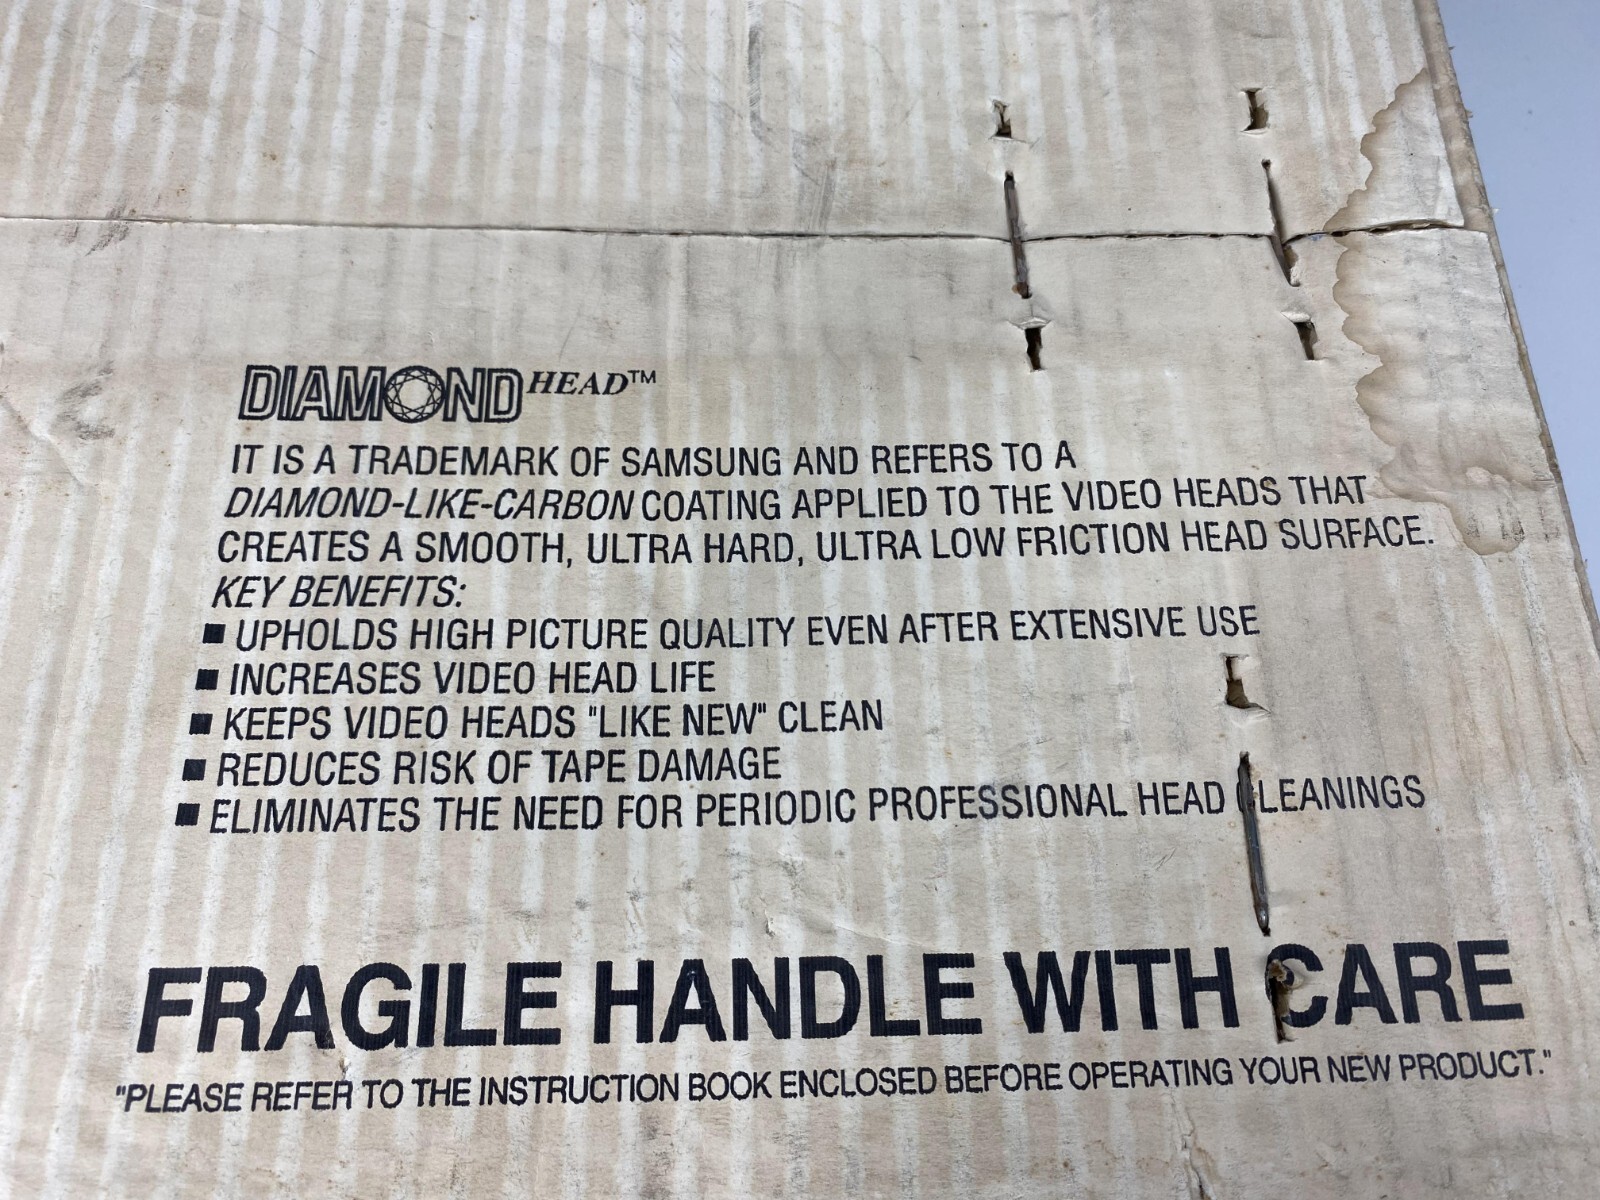 DIAMOND HEAD™
IT IS A TRADEMARK OF SAMSUNG AND REFERS TO A
DIAMOND-LIKE-CARBON COATING APPLIED TO THE VIDEO HEADS THAT
CREATES A SMOOTH, ULTRA HARD, ULTRA LOW FRICTION HEAD SURFACE.
KEY BENEFITS:
■ UPHOLDS HIGH PICTURE QUALITY EVEN AFTER EXTENSIVE USE
■ INCREASES VIDEO HEAD LIFE
■ KEEPS VIDEO HEADS "LIKE NEW" CLEAN
■ REDUCES RISK OF TAPE DAMAGE
■ ELIMINATES THE NEED FOR PERIODIC PROFESSIONAL HEAD CLEANINGS
FRAGILE HANDLE WITH CARE
"PLEASE REFER TO THE INSTRUCTION BOOK ENCLOSED BEFORE OPERATING YOUR NEW PRODUCT."